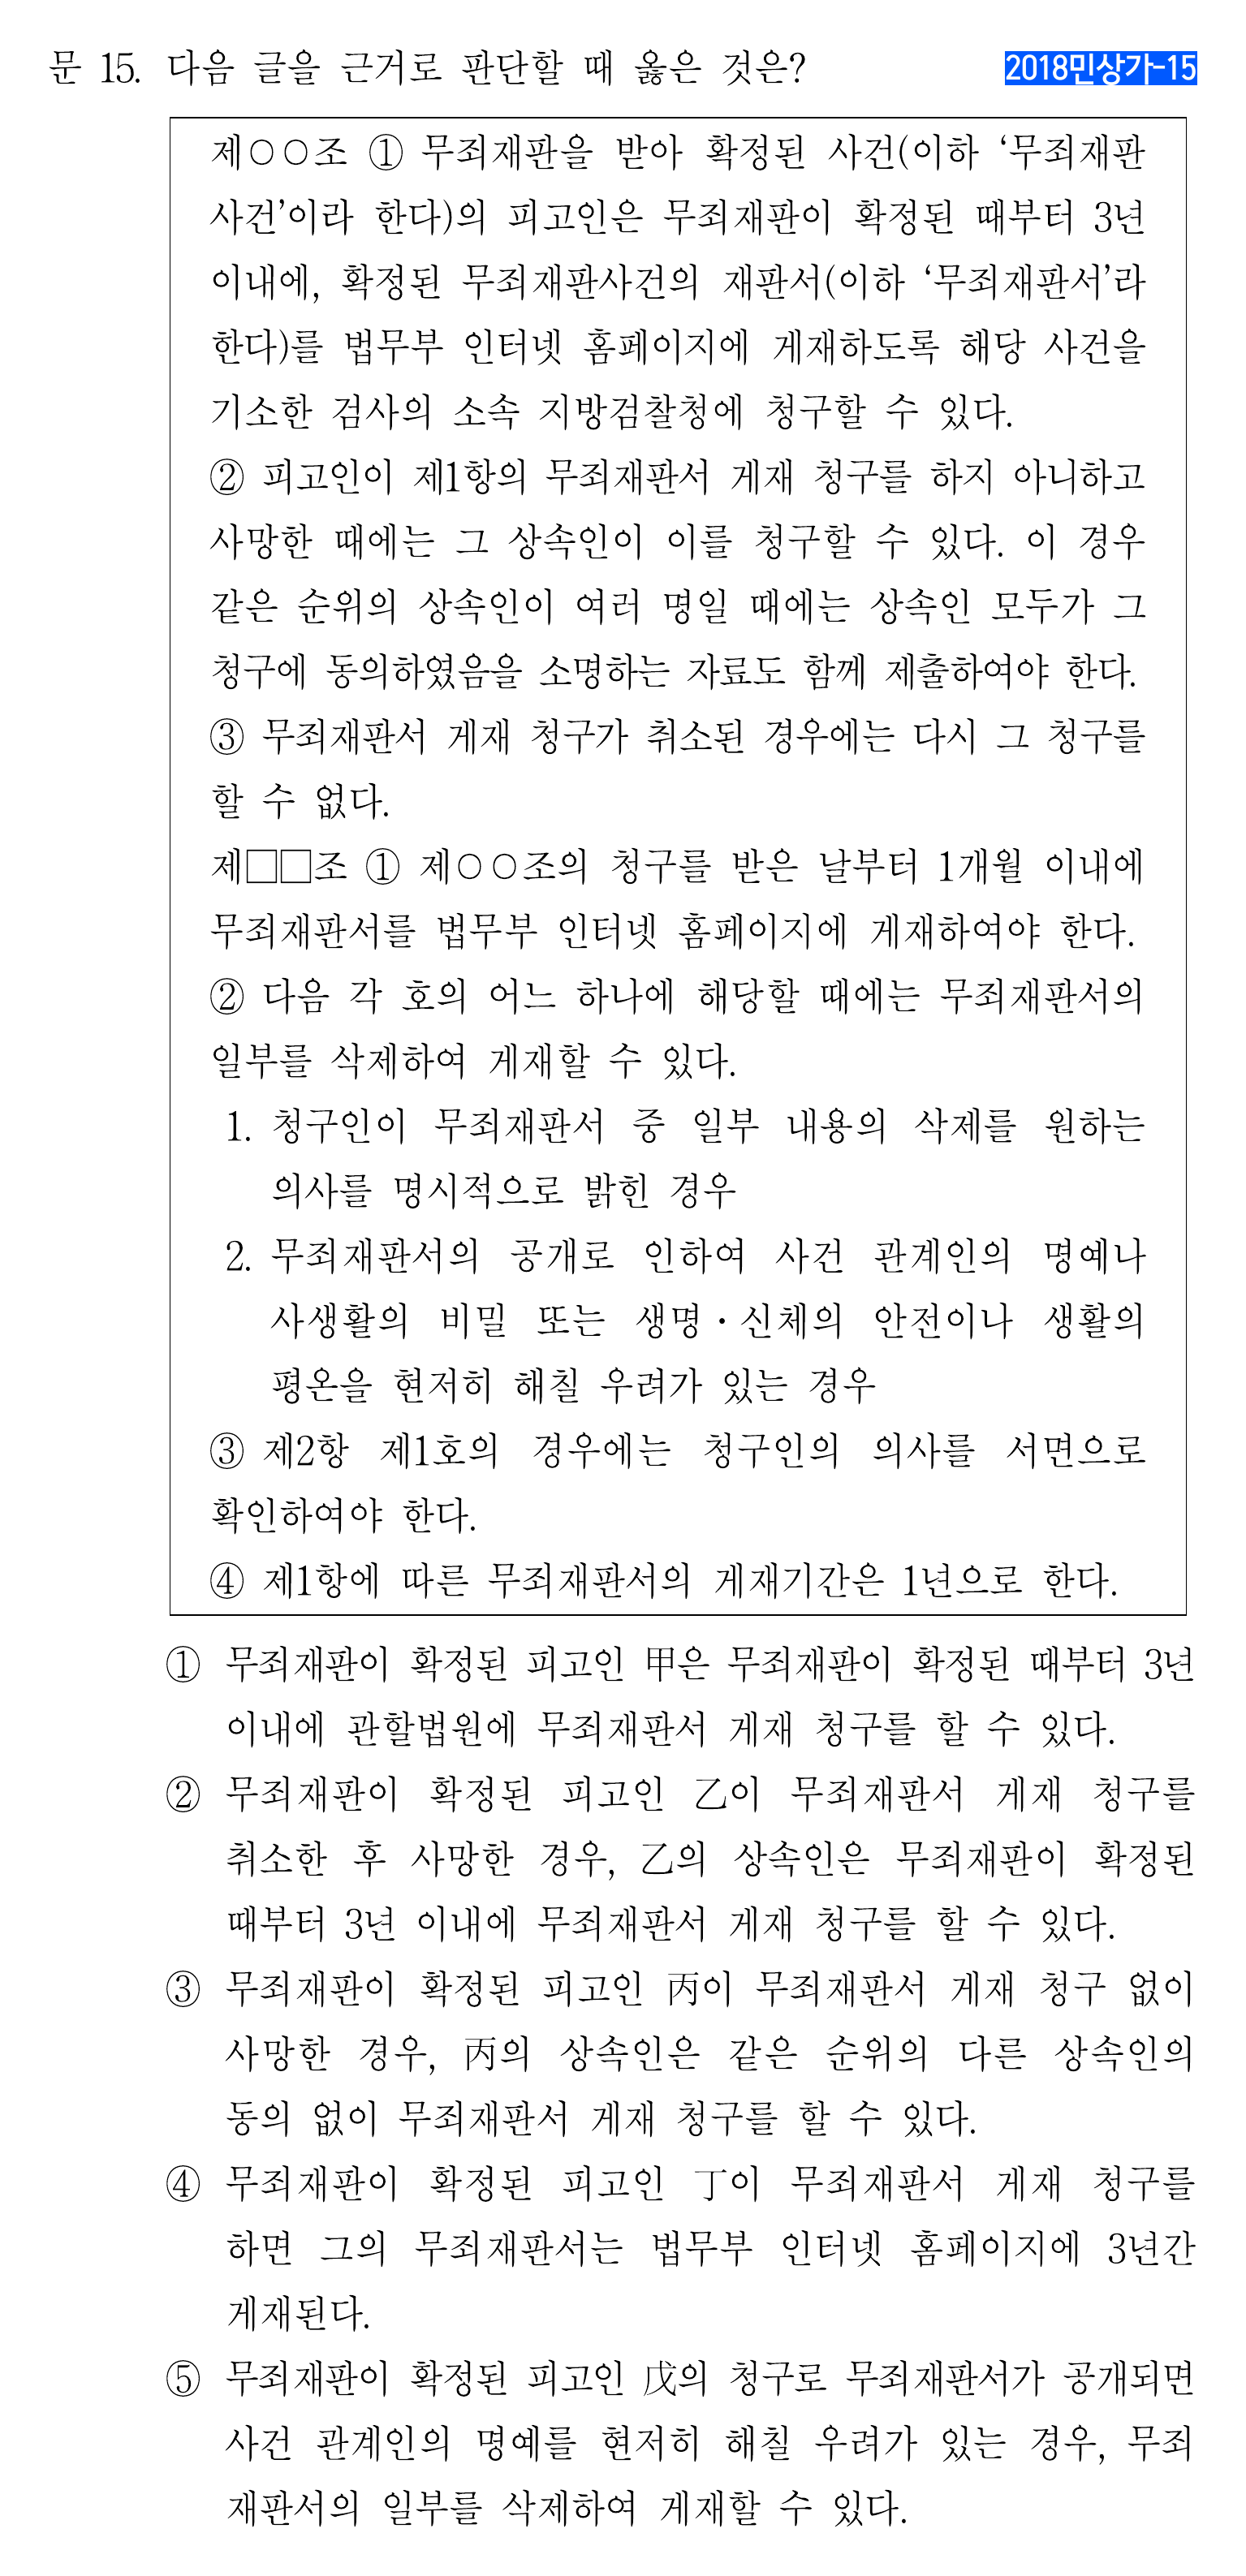 문 15. 다음 글을 근거로 판단할 때 옳은 것은? 2018민상가-15
제○○조 ① 무죄재판을 받아 확정된 사건(이하 ‘무죄재판
사건’이라 한다)의 피고인은 무죄재판이 확정된 때부터 3년
이내에, 확정된 무죄재판사건의 재판서(이하 ‘무죄재판서’라
한다)를 법무부 인터넷 홈페이지에 게재하도록 해당 사건을
기소한 검사의 소속 지방검찰청에 청구할 수 있다.
② 피고인이 제1항의 무죄재판서 게재 청구를 하지 아니하고
사망한 때에는 그 상속인이 이를 청구할 수 있다. 이 경우
같은 순위의 상속인이 여러 명일 때에는 상속인 모두가 그
청구에 동의하였음을 소명하는 자료도 함께 제출하여야 한다.
③ 무죄재판서 게재 청구가 취소된 경우에는 다시 그 청구를
할 수 없다.
제□□조 ① 제○○조의 청구를 받은 날부터 1개월 이내에
무죄재판서를 법무부 인터넷 홈페이지에 게재하여야 한다.
② 다음 각 호의 어느 하나에 해당할 때에는 무죄재판서의
일부를 삭제하여 게재할 수 있다.
1. 청구인이 무죄재판서 중 일부 내용의 삭제를 원하는
의사를 명시적으로 밝힌 경우
2. 무죄재판서의 공개로 인하여 사건 관계인의 명예나
사생활의 비밀 또는 생명·신체의 안전이나 생활의
평온을 현저히 해칠 우려가 있는 경우
③ 제2항 제1호의 경우에는 청구인의 의사를 서면으로
확인하여야 한다.
④ 제1항에 따른 무죄재판서의 게재기간은 1년으로 한다.
① 무죄재판이 확정된 피고인 甲은 무죄재판이 확정된 때부터 3년
이내에 관할법원에 무죄재판서 게재 청구를 할 수 있다.
② 무죄재판이 확정된 피고인 乙이 무죄재판서 게재 청구를
취소한 후 사망한 경우, 乙의 상속인은 무죄재판이 확정된
때부터 3년 이내에 무죄재판서 게재 청구를 할 수 있다.
③ 무죄재판이 확정된 피고인 丙이 무죄재판서 게재 청구 없이
사망한 경우, 丙의 상속인은 같은 순위의 다른 상속인의
동의 없이 무죄재판서 게재 청구를 할 수 있다.
④ 무죄재판이 확정된 피고인 丁이 무죄재판서 게재 청구를
하면 그의 무죄재판서는 법무부 인터넷 홈페이지에 3년간
게재된다.
⑤ 무죄재판이 확정된 피고인 戊의 청구로 무죄재판서가 공개되면
사건 관계인의 명예를 현저히 해칠 우려가 있는 경우, 무죄
재판서의 일부를 삭제하여 게재할 수 있다.